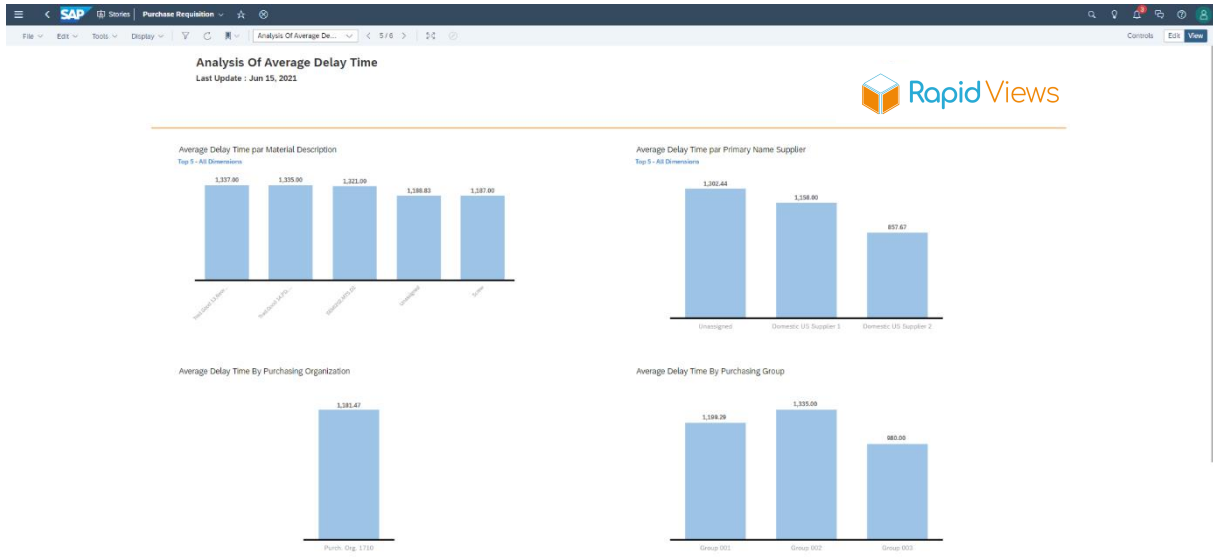 SAP Stories Purchase Requisition
3
File Edit Tools Display Analysis Of Average De... 5/6 Controls Edit View
Analysis Of Average Delay Time
Last Update : Jun 15, 2021
Rapid Views
Average Delay Time par Material Description
Top 5 - All Dimensions
1,337.00 1,335.00 1,321.00 1,188.83 1,187.00
Unassigned Screw
Average Delay Time par Primary Name Supplier
Top 5 - All Dimensions
1,302.44 1,158.00 857.67
Unassigned Domestic US Supplier 1 Domestic US Supplier 2
Average Delay Time By Purchasing Organization
1,181.47
Purch. Org. 1710
Average Delay Time By Purchasing Group
1,199.29 1,335.00 980.00
Group 001 Group 002 Group 003